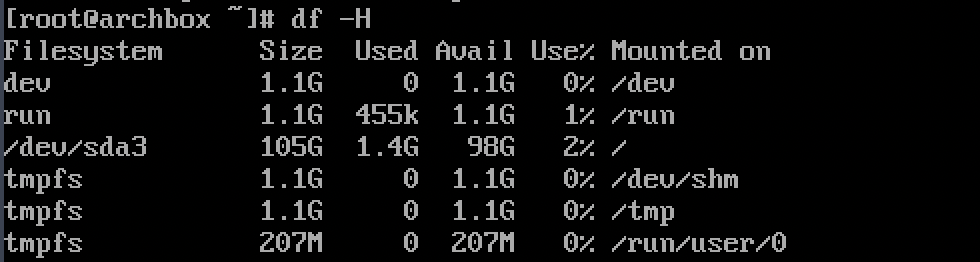 [root@archbox ~]# df -H
Filesystem      Size  Used Avail Use% Mounted on
dev             1.1G     0  1.1G   0% /dev
run             1.1G  455k  1.1G   1% /run
/dev/sda3       105G  1.4G   98G   2% /
tmpfs           1.1G     0  1.1G   0% /dev/shm
tmpfs           1.1G     0  1.1G   0% /tmp
tmpfs           207M     0  207M   0% /run/user/0